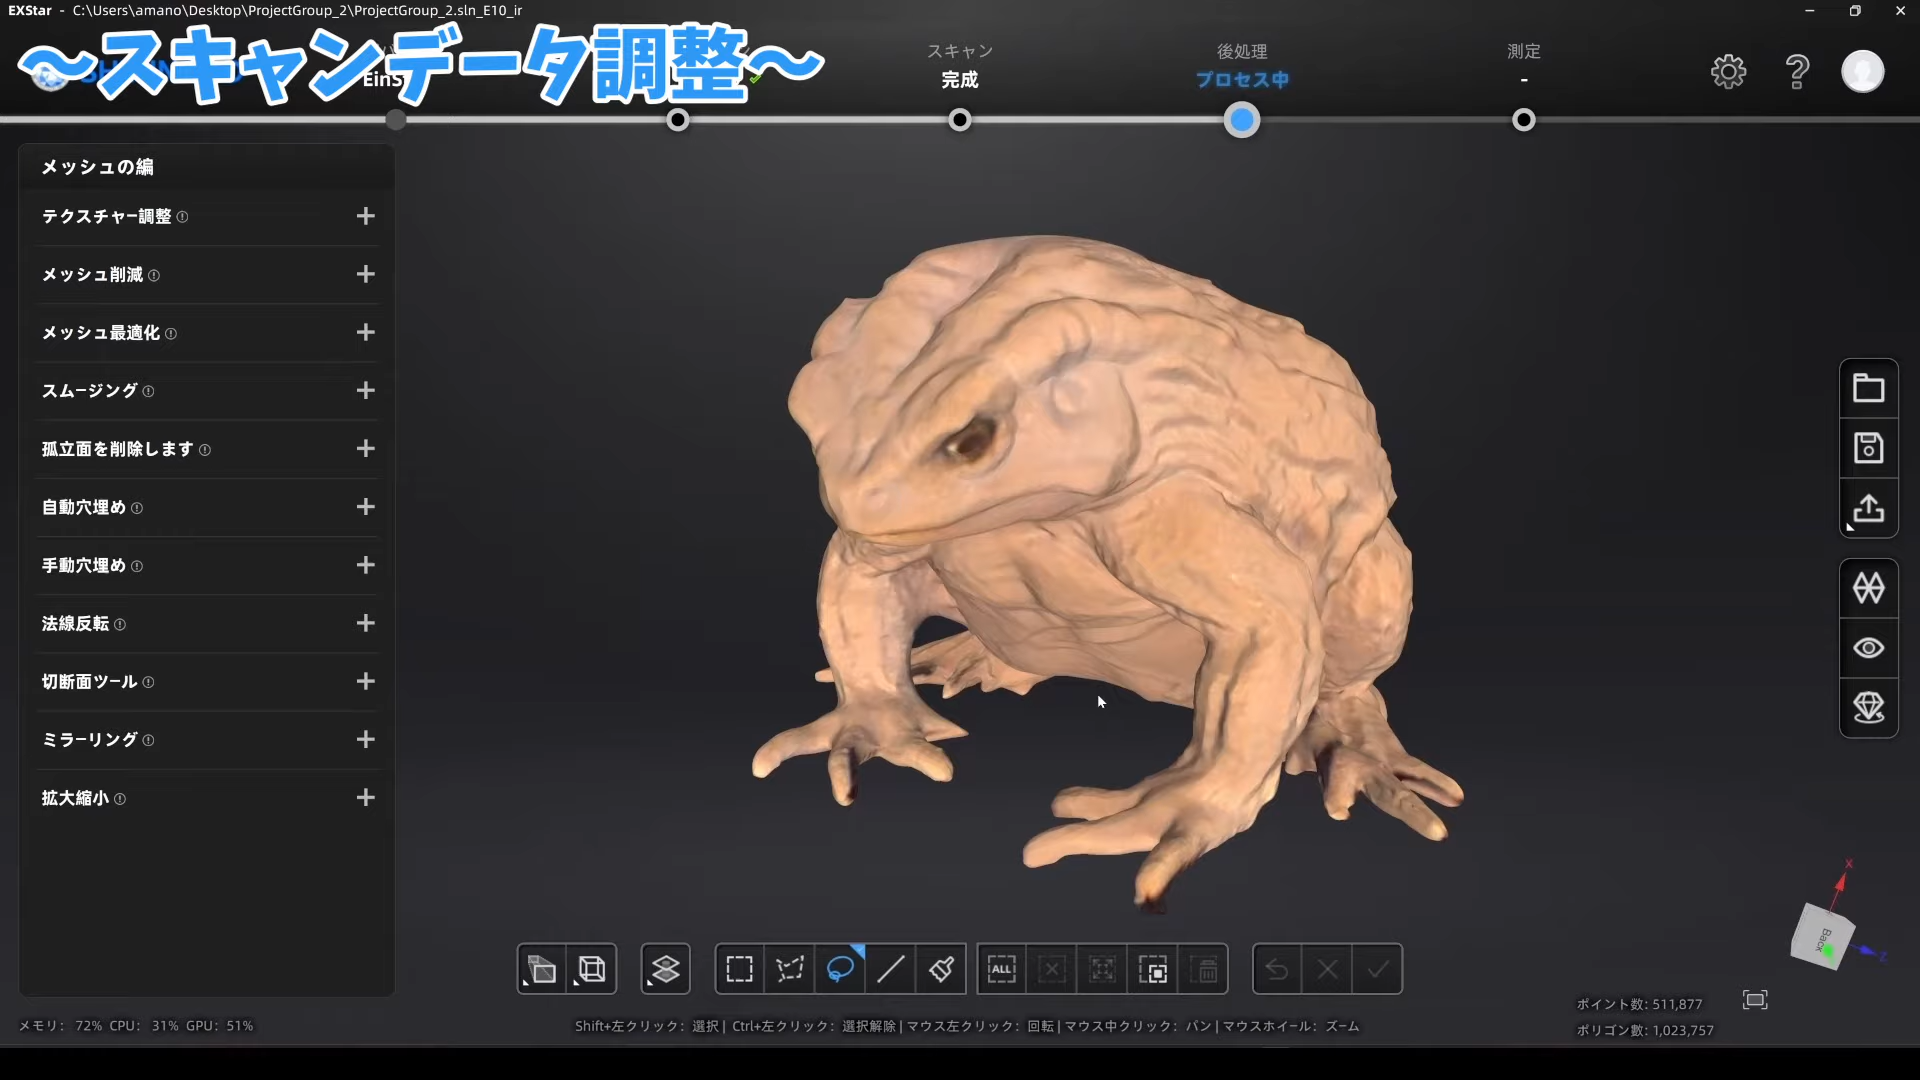 EXStar - C:\Users\amano\Desktop\ProjectGroup_2\ProjectGroup_2.sln_E10_ir
～スキャンデータ調整～
EinS
スキャン
完成
後処理
プロセス中
測定
-
メッシュの編
テクスチャー調整
メッシュ削減
メッシュ最適化
スムージング
孤立面を削除します
自動穴埋め
手動穴埋め
法線反転
切断面ツール
ミラーリング
拡大縮小
ALL
Back
X
Z
メモリ: 72% CPU: 31% GPU: 51%
Shift+左クリック: 選択 | Ctrl+左クリック: 選択解除 | マウス左クリック: 回転 | マウス中クリック: パン | マウスホイール: ズーム
ポイント数: 511,877
ポリゴン數: 1,023,757